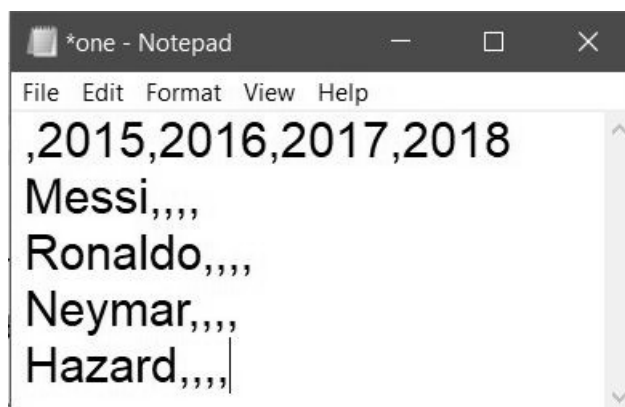 *one - Notepad
File Edit Format View Help
,2015,2016,2017,2018
Messi,,,,
Ronaldo,,,,
Neymar,,,,
Hazard,,,,